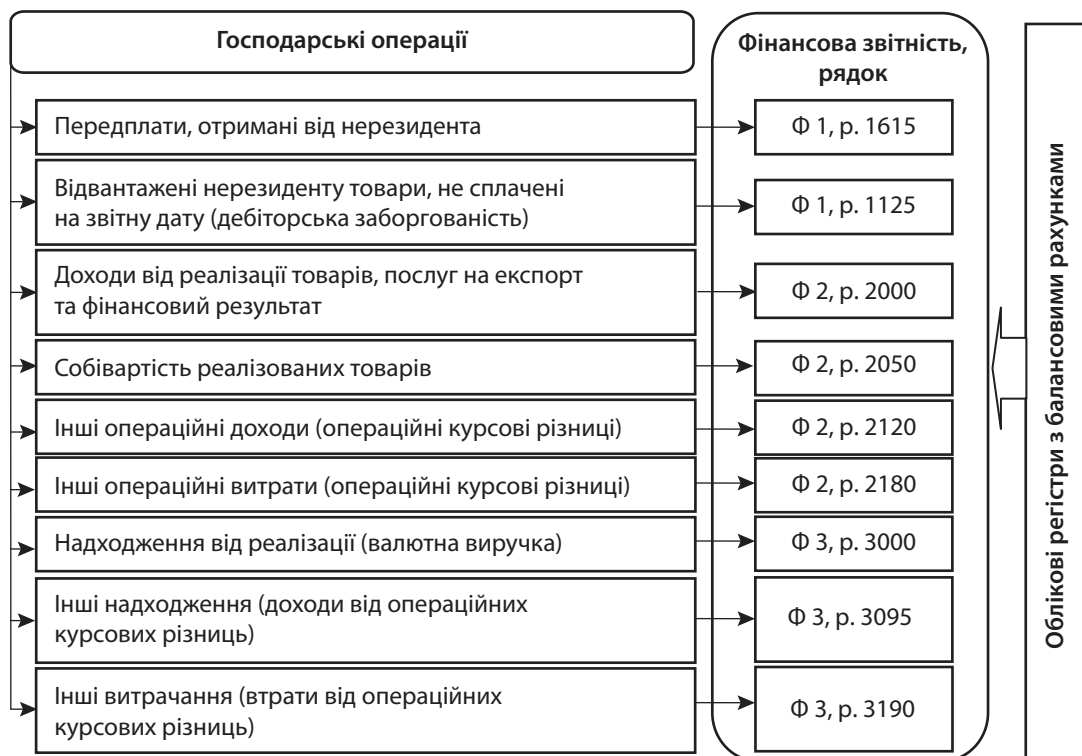 Господарські операції
Фінансова звітність,
рядок
Передплати, отримані від нерезидента
Ф 1, р. 1615
Відвантажені нерезиденту товари, не сплачені
на звітну дату (дебіторська заборгованість)
Ф 1, р. 1125
Доходи від реалізації товарів, послуг на експорт
та фінансовий результат
Ф 2, р. 2000
Собівартість реалізованих товарів
Ф 2, р. 2050
Інші операційні доходи (операційні курсові різниці)
Ф 2, р. 2120
Інші операційні витрати (операційні курсові різниці)
Ф 2, р. 2180
Надходження від реалізації (валютна виручка)
Ф 3, р. 3000
Інші надходження (доходи від операційних
курсових різниць)
Ф 3, р. 3095
Інші витрачання (втрати від операційних
курсових різниць)
Ф 3, р. 3190
Облікові регістри з балансовими рахунками